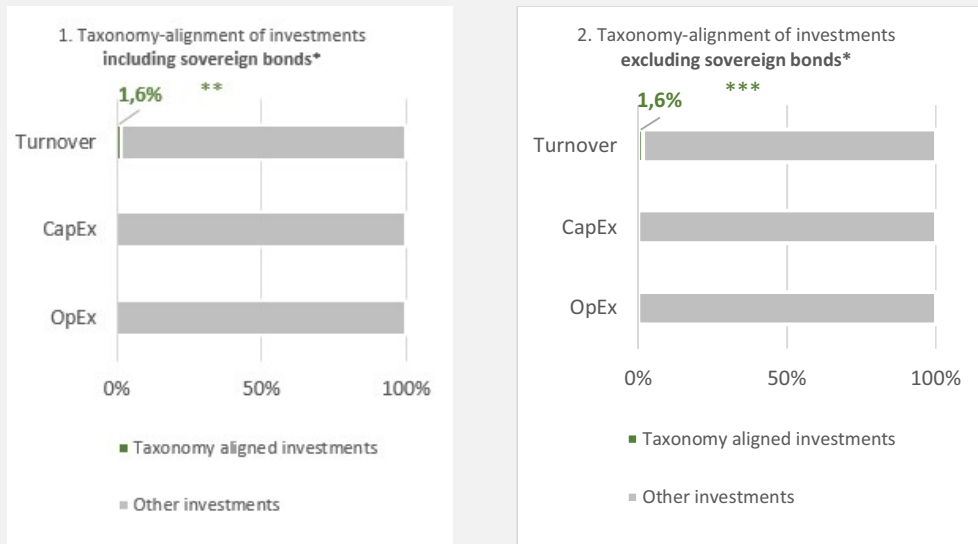 1. Taxonomy-alignment of investments
including sovereign bonds*
1,6% **
Turnover
CapEx
OpEx
0% 50% 100%
Taxonomy aligned investments
Other investments
2. Taxonomy-alignment of investments
excluding sovereign bonds*
1,6% ***
Turnover
CapEx
OpEx
0% 50% 100%
Taxonomy aligned investments
Other investments